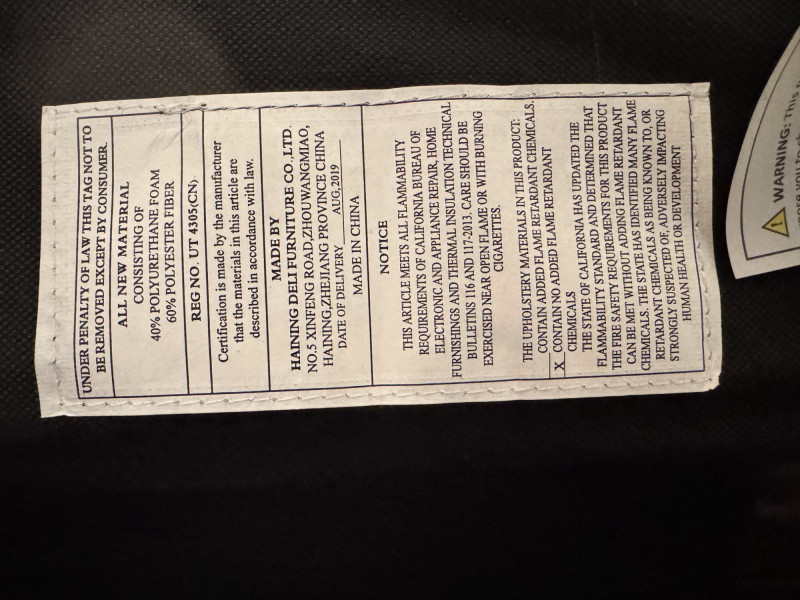 UNDER PENALTY OF LAW THIS TAG NOT TO
BE REMOVED EXCEPT BY CONSUMER
ALL NEW MATERIAL
CONSISTING OF
40% POLYURETHANE FOAM
60% POLYESTER FIBER
REG NO. UT 4305(CN)
Certification is made by the manufacturer
that the materials in this article are
described in accordance with law.
MADE BY
HAINING DELI FURNITURE CO.,LTD.
NO.5 XINFENG ROAD,ZHOUWANGMIAO,
HAINING,ZHEJIANG PROVINCE CHINA
DATE OF DELIVERY AUG,2019
MADE IN CHINA
NOTICE
THIS ARTICLE MEETS ALL FLAMMABILITY
REQUIREMENTS OF CALIFORNIA BUREAU OF
ELECTRONIC AND APPLIANCE REPAIR, HOME
FURNISHINGS AND THERMAL INSULATION TECHNICAL
BULLETINS 116 AND 117-2013. CARE SHOULD BE
EXERCISED NEAR OPEN FLAME OR WITH BURNING
CIGARETTES.
THE UPHOLSTERY MATERIALS IN THIS PRODUCT:
CONTAIN ADDED FLAME RETARDANT CHEMICALS.
X CONTAIN NO ADDED FLAME RETARDANT
CHEMICALS
THE STATE OF CALIFORNIA HAS UPDATED THE
FLAMMABILITY STANDARD AND DETERMINED THAT
THE FIRE SAFETY REQUIREMENTS FOR THIS PRODUCT
CAN BE MET WITHOUT ADDING FLAME RETARDANT
CHEMICALS. THE STATE HAS IDENTIFIED MANY FLAME
RETARDANT CHEMICALS AS BEING KNOWN TO, OR
STRONGLY SUSPECTED OF, ADVERSELY IMPACTING
HUMAN HEALTH OR DEVELOPMENT
WARNING: This